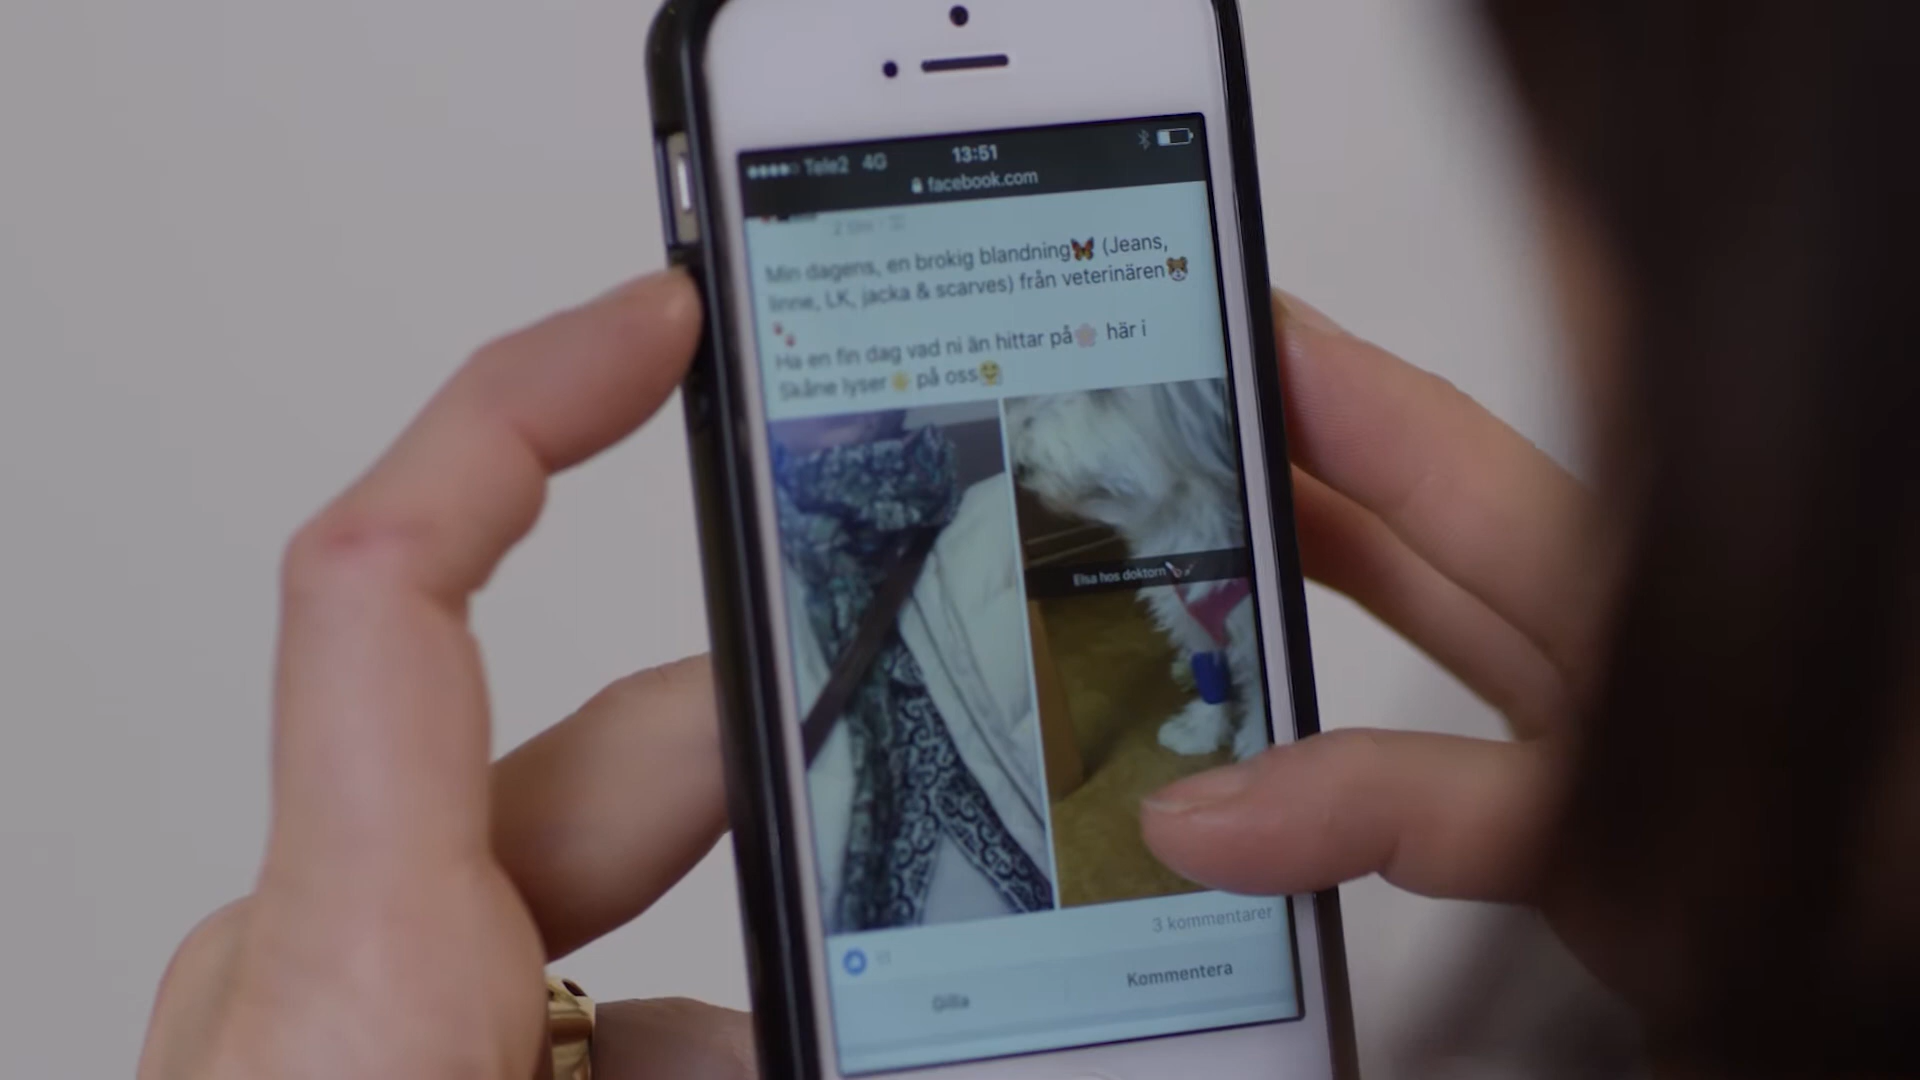 Tele2 4G 13:51
facebook.com
Min dagens, en brokig blandning🦋 (Jeans,
linne, LK, jacka & scarves) från veterinären🐶
🐾
Ha en fin dag vad ni än hittar på🌸 här i
Skåne lyser☀️ på oss😊
Elsa hos doktorn
3 kommentarer
Gilla Kommentera